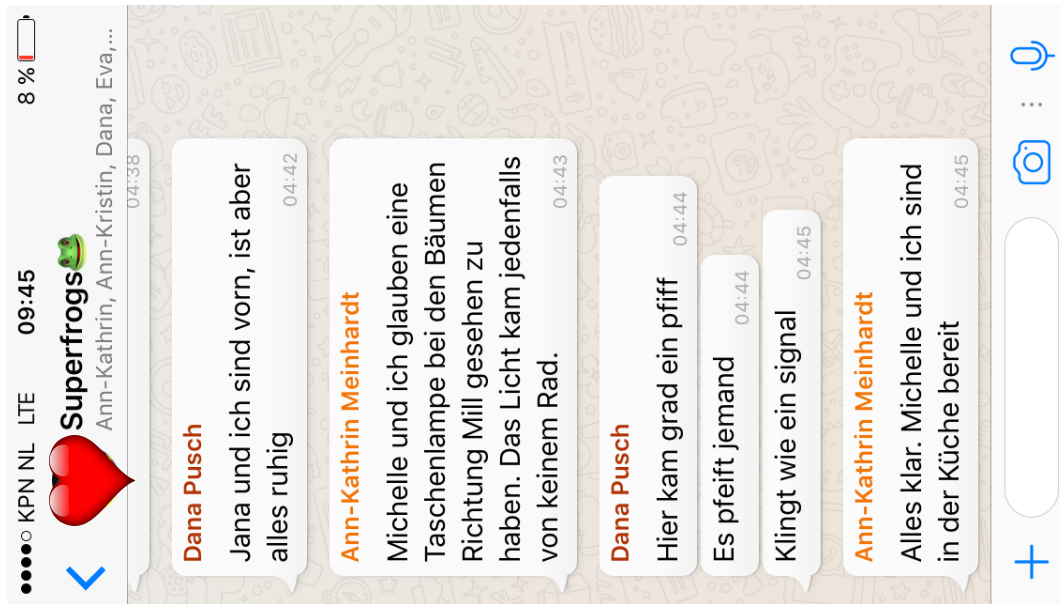 KPN NL LTE 09:45 8 %
Superfrogs
Ann-Kathrin, Ann-Kristin, Dana, Eva,...
04:38
Dana Pusch
Jana und ich sind vorn, ist aber
alles ruhig
04:42
Ann-Kathrin Meinhardt
Michelle und ich glauben eine
Taschenlampe bei den Bäumen
Richtung Mill gesehen zu
haben. Das Licht kam jedenfalls
von keinem Rad.
04:43
Dana Pusch
Hier kam grad ein pfiff
04:44
Es pfeift jemand
04:44
Klingt wie ein signal
04:45
Ann-Kathrin Meinhardt
Alles klar. Michelle und ich sind
in der Küche bereit
04:45